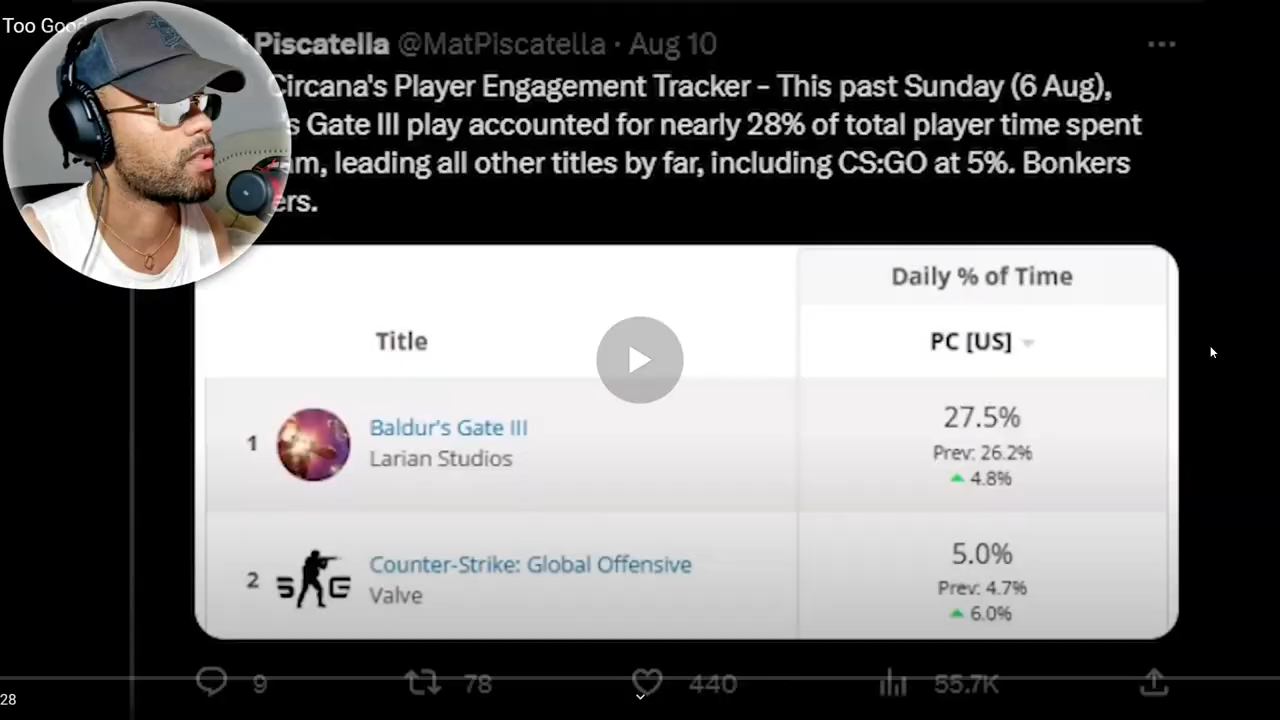 Too Good
Piscatella @MatPiscatella · Aug 10
Circana's Player Engagement Tracker - This past Sunday (6 Aug),
's Gate III play accounted for nearly 28% of total player time spent
am, leading all other titles by far, including CS:GO at 5%. Bonkers
ers.
Daily % of Time
Title
PC [US]
1
Baldur's Gate III
Larian Studios
27.5%
Prev: 26.2%
4.8%
2
Counter-Strike: Global Offensive
Valve
5.0%
Prev: 4.7%
6.0%
9
78
440
55.7K
28